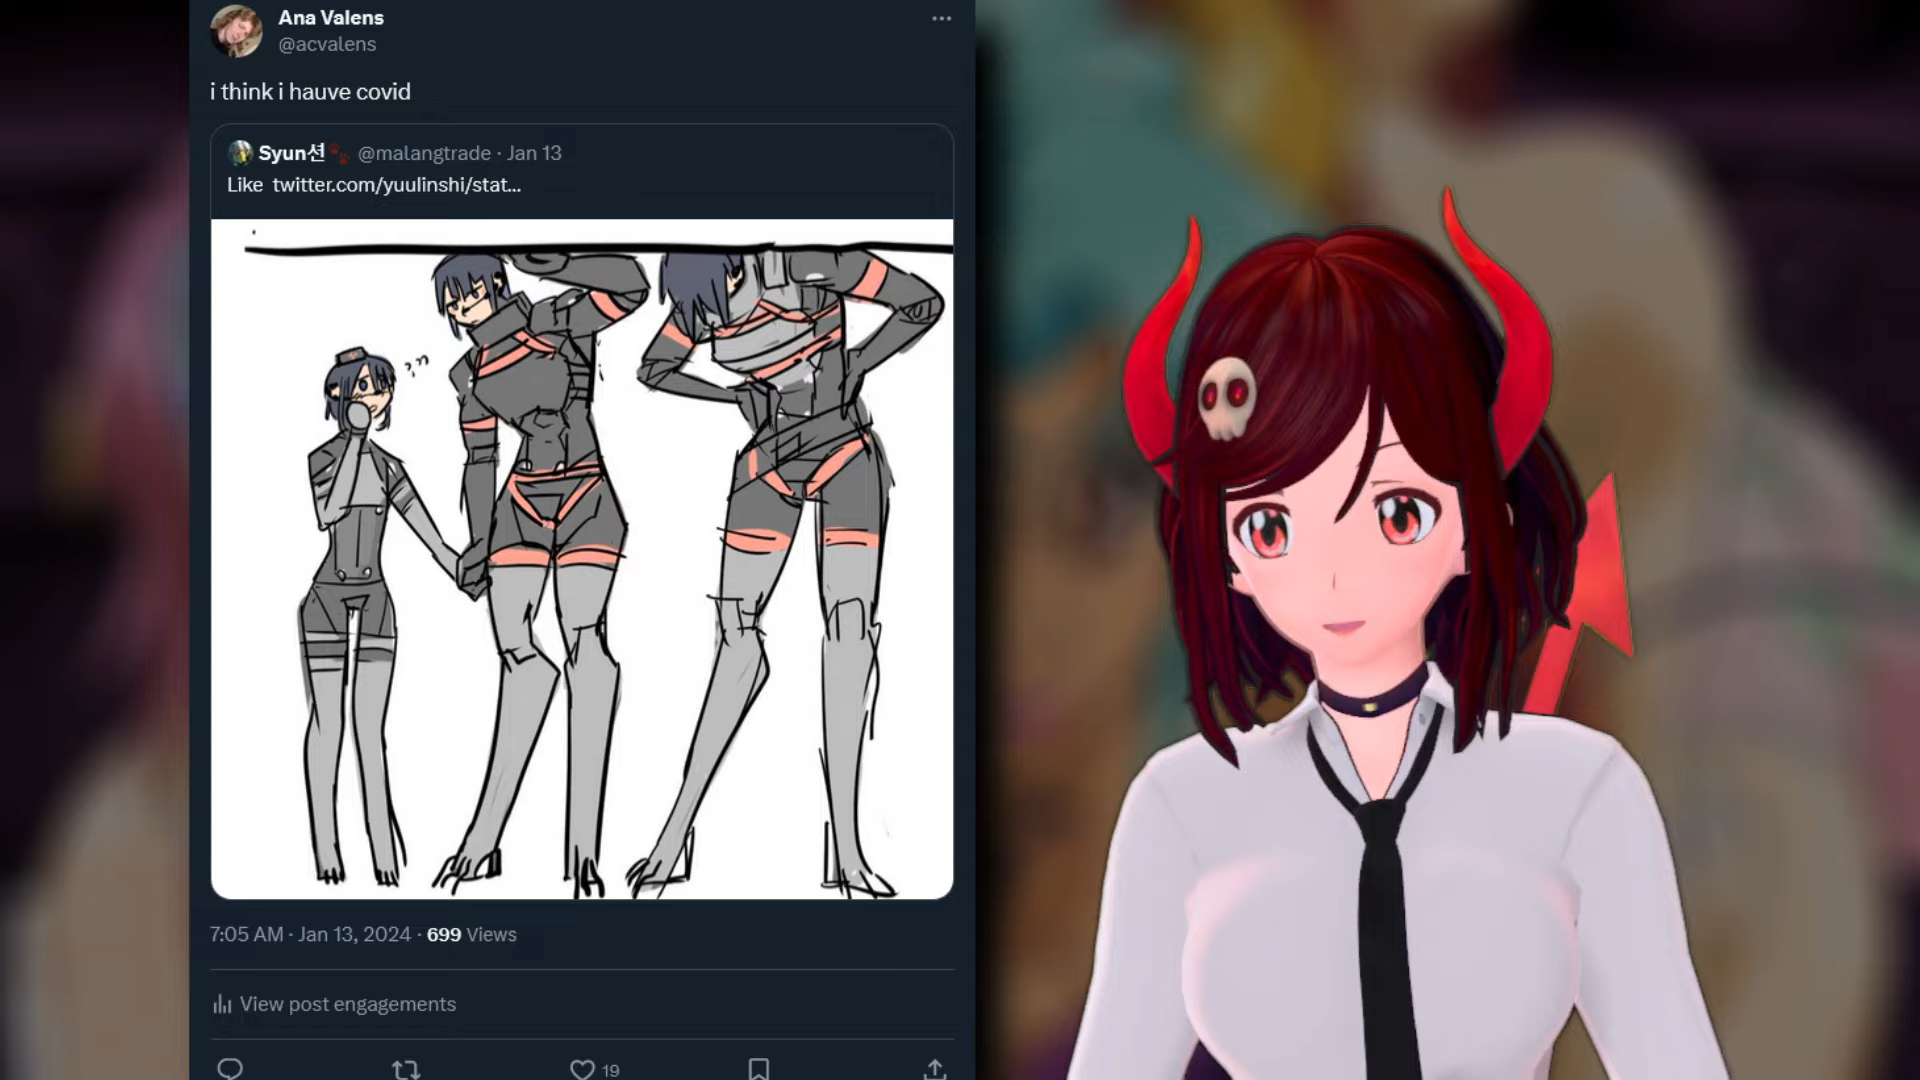 Ana Valens
@acvalens
i think i hauve covid
Syun션🐾 @malangtrade · Jan 13
Like twitter.com/yuulinshi/stat...
???
7:05 AM · Jan 13, 2024 · 699 Views
View post engagements
19